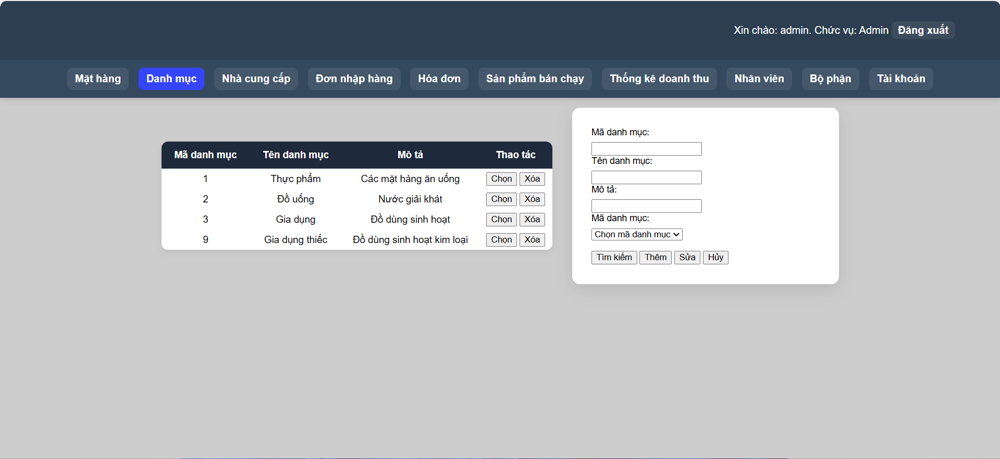 Xin chào: admin. Chức vụ: Admin Đăng xuất
Mặt hàng Danh mục Nhà cung cấp Đơn nhập hàng Hóa đơn Sản phẩm bán chạy Thống kê doanh thu Nhân viên Bộ phận Tài khoản
Mã danh mục Tên danh mục Mô tả Thao tác
1 Thực phẩm Các mặt hàng ăn uống Chọn Xóa
2 Đồ uống Nước giải khát Chọn Xóa
3 Gia dụng Đồ dùng sinh hoạt Chọn Xóa
9 Gia dụng thiếc Đồ dùng sinh hoạt kim loại Chọn Xóa
Mã danh mục:
Tên danh mục:
Mô tả:
Mã danh mục:
Chọn mã danh mục
Tìm kiếm Thêm Sửa Hủy